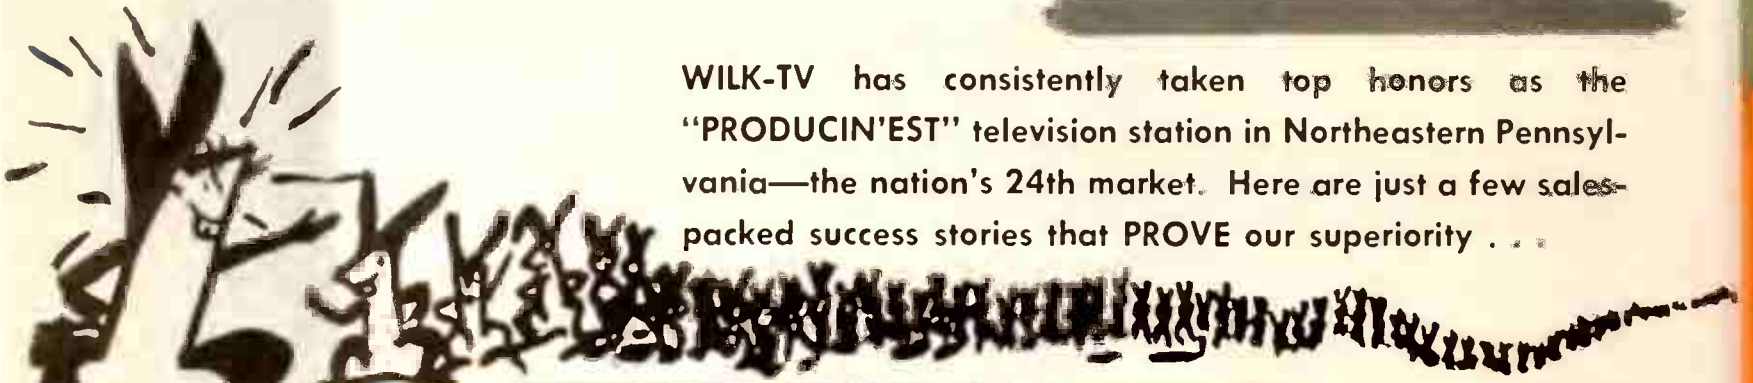 WILK-TV has consistently taken top honors as the
“PRODUCIN’EST” television station in Northeastern Pennsyl-
vania—the nation’s 24th market. Here are just a few sales-
packed success stories that PROVE our superiority . . .